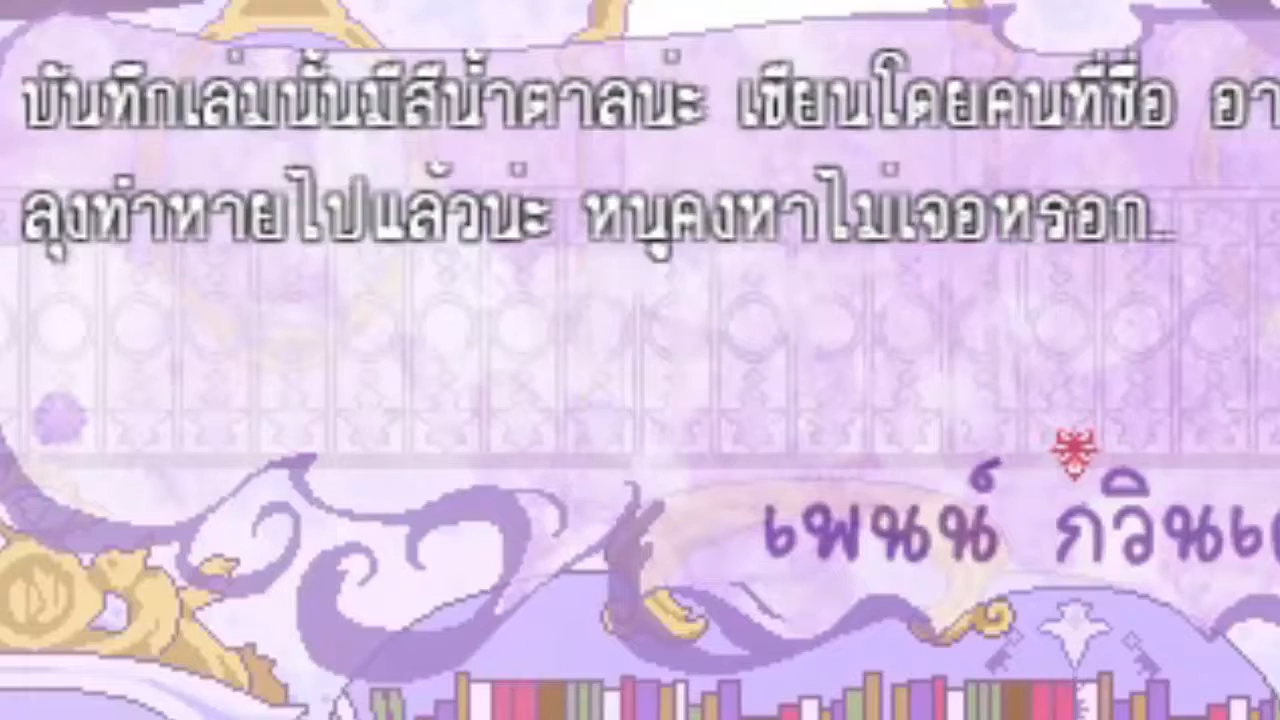 บันทึกเล่มนั้นมีสีน้ำตาลน่ะ เขียนโดยคนที่ชื่อ
ลุงทำหายไปแล้วน่ะ หนูคงหาไม่เจอหรอก...
เพนน์